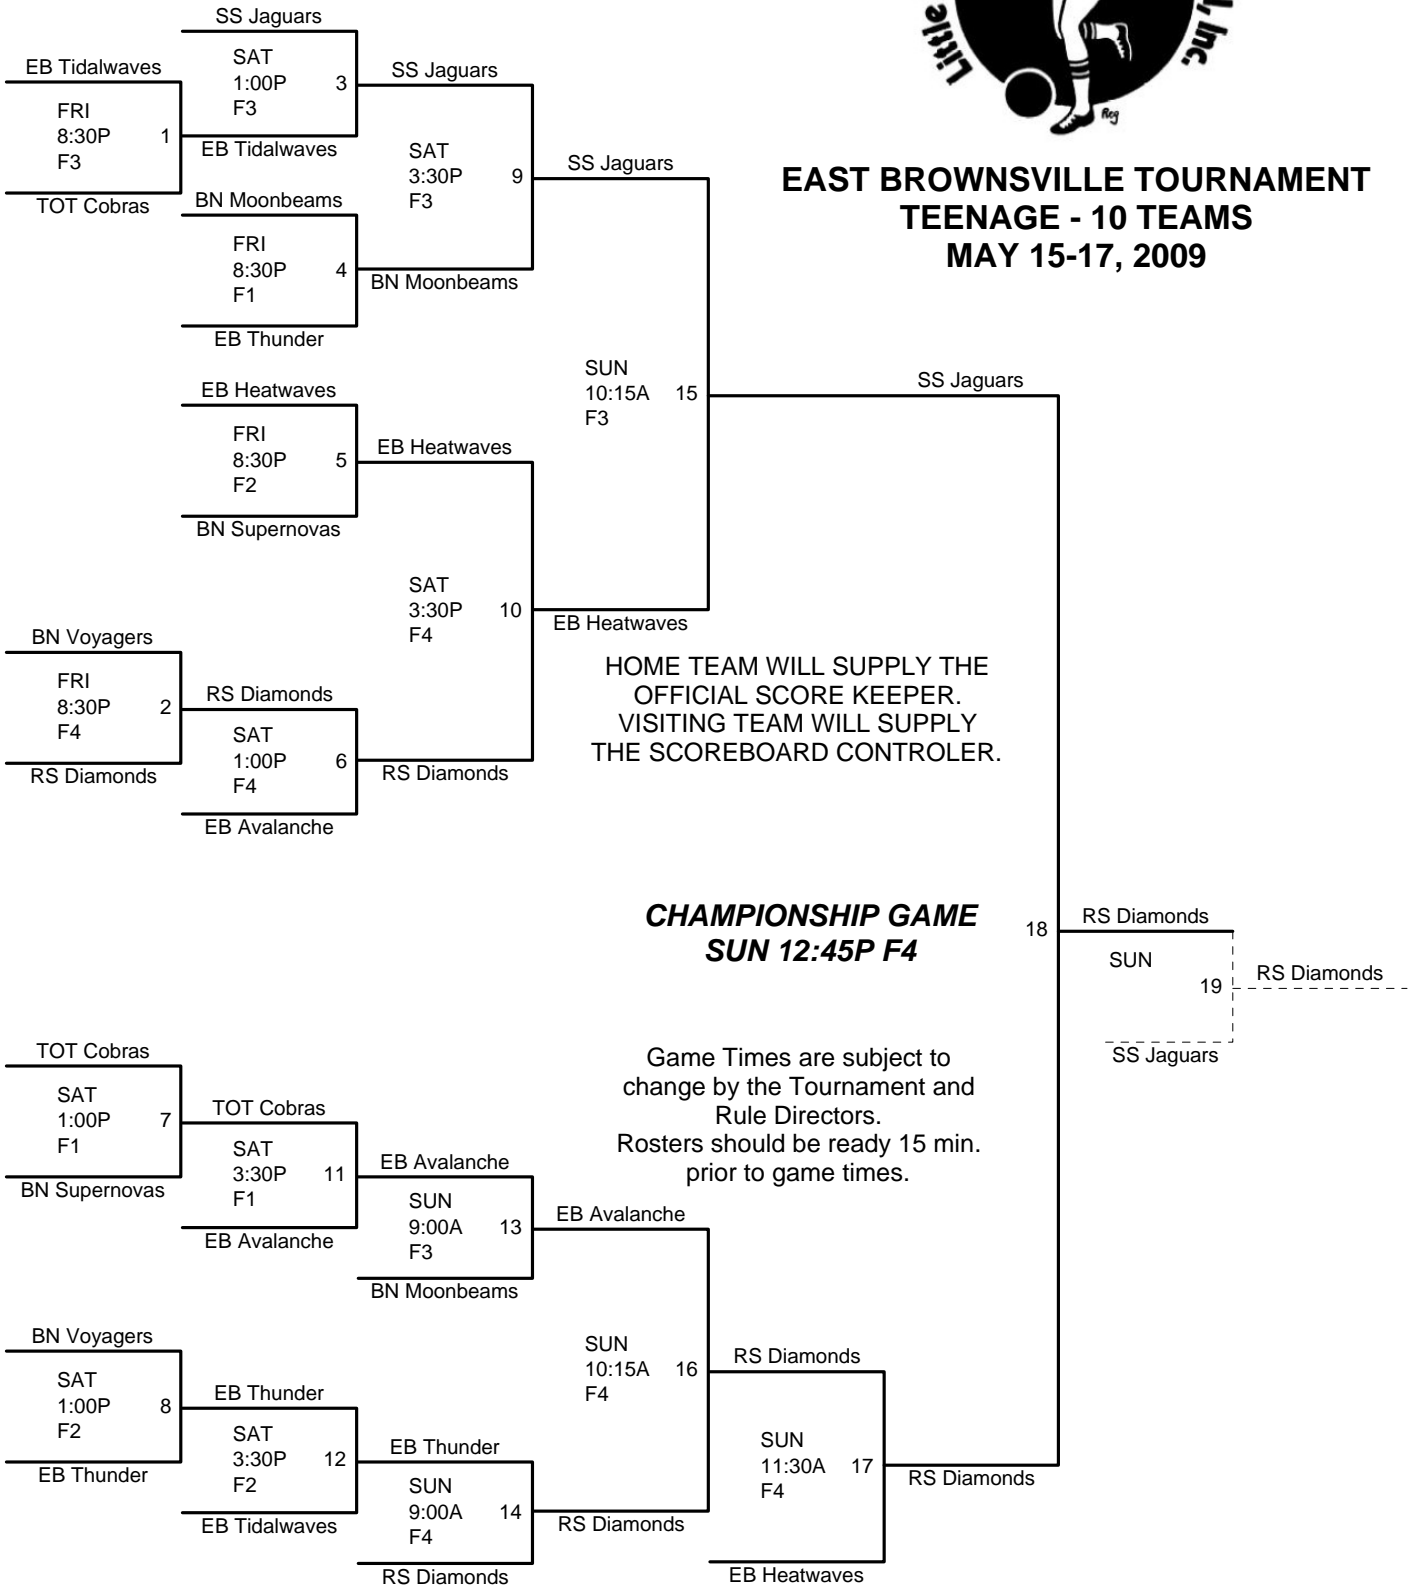 Little
l, Inc.
Reg
EAST BROWNSVILLE TOURNAMENT
TEENAGE - 10 TEAMS
MAY 15-17, 2009
SS Jaguars
EB Tidalwaves
SAT
1:00P 3
F3
SS Jaguars
FRI
8:30P 1
F3
EB Tidalwaves
TOT Cobras
SAT
3:30P 9
F3
SS Jaguars
BN Moonbeams
FRI
8:30P 4
F1
BN Moonbeams
EB Thunder
SUN
10:15A 15
F3
SS Jaguars
EB Heatwaves
FRI
8:30P 5
F2
EB Heatwaves
BN Supernovas
SAT
3:30P 10
F4
EB Heatwaves
BN Voyagers
FRI
8:30P 2
F4
RS Diamonds
RS Diamonds
SAT
1:00P 6
F4
RS Diamonds
EB Avalanche
HOME TEAM WILL SUPPLY THE
OFFICIAL SCORE KEEPER.
VISITING TEAM WILL SUPPLY
THE SCOREBOARD CONTROLER.
CHAMPIONSHIP GAME
SUN 12:45P F4
18
RS Diamonds
SUN
19
RS Diamonds
SS Jaguars
Game Times are subject to
change by the Tournament and
Rule Directors.
Rosters should be ready 15 min.
prior to game times.
TOT Cobras
SAT
1:00P 7
F1
BN Supernovas
TOT Cobras
SAT
3:30P 11
F1
EB Avalanche
EB Avalanche
SUN
9:00A 13
F3
BN Moonbeams
EB Avalanche
BN Voyagers
SAT
1:00P 8
F2
EB Thunder
EB Thunder
SAT
3:30P 12
F2
EB Tidalwaves
EB Thunder
SUN
9:00A 14
F4
RS Diamonds
RS Diamonds
SUN
10:15A 16
F4
RS Diamonds
SUN
11:30A 17
F4
EB Heatwaves
RS Diamonds